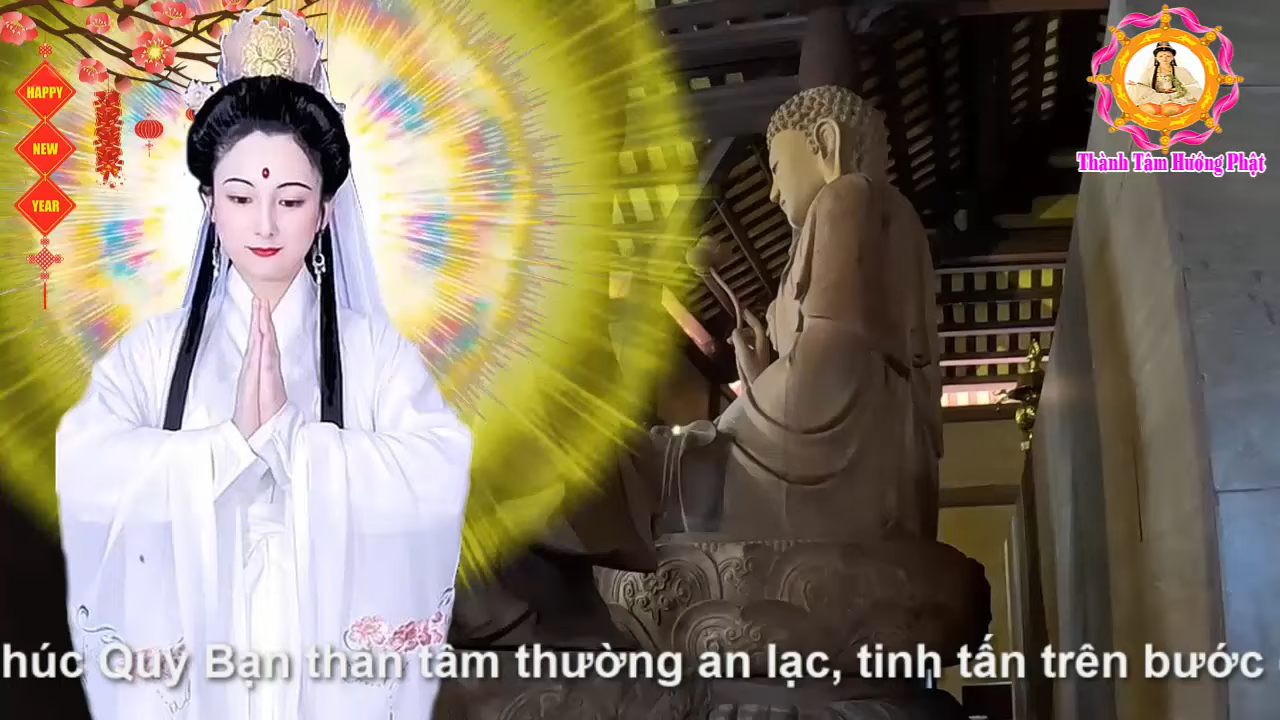 HAPPY
NEW
YEAR
Thành Tâm Hướng Phật
húc Quý Bạn thân tâm thường an lạc, tinh tấn trên bước